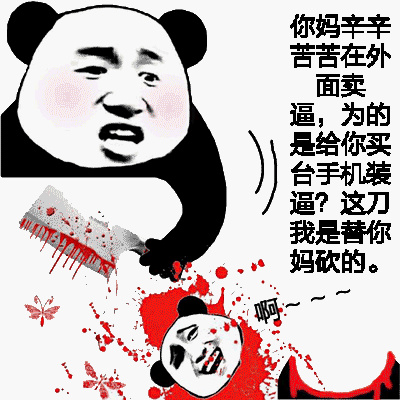 你妈辛辛
苦苦在外
面卖
逼，为的
是给你买
台手机装
逼？这刀
我是替你
妈砍的。
啊～～～